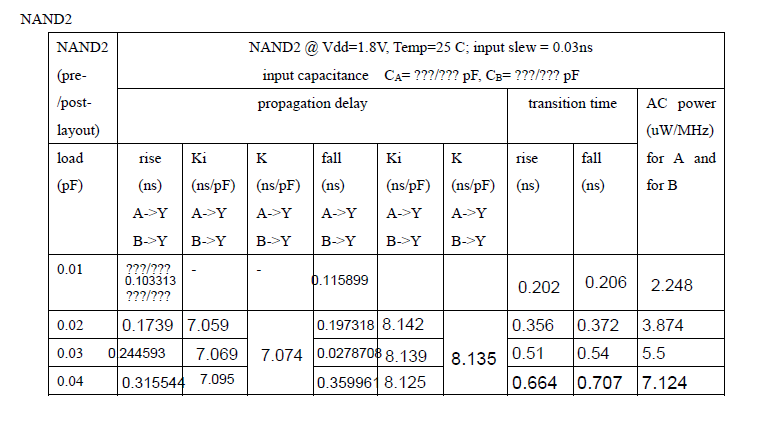 NAND2
NAND2 (pre-/post-layout)
NAND2 @ Vdd=1.8V, Temp=25 C; input slew = 0.03ns
input capacitance CA= ???/??? pF, CB= ???/??? pF
propagation delay
transition time
AC power (uW/MHz) for A and for B
load (pF)
rise (ns) A->Y B->Y
Ki (ns/pF) A->Y B->Y
K (ns/pF) A->Y B->Y
fall (ns) A->Y B->Y
Ki (ns/pF) A->Y B->Y
K (ns/pF) A->Y B->Y
rise (ns)
fall (ns)
0.01 ???/??? 0.103313 ???/??? - - 0.115899 0.202 0.206 2.248
0.02 0.1739 7.059 0.197318 8.142 0.356 0.372 3.874
0.03 0.244593 7.069 7.074 0.0278708 8.139 8.135 0.51 0.54 5.5
0.04 0.315544 7.095 0.359961 8.125 0.664 0.707 7.124